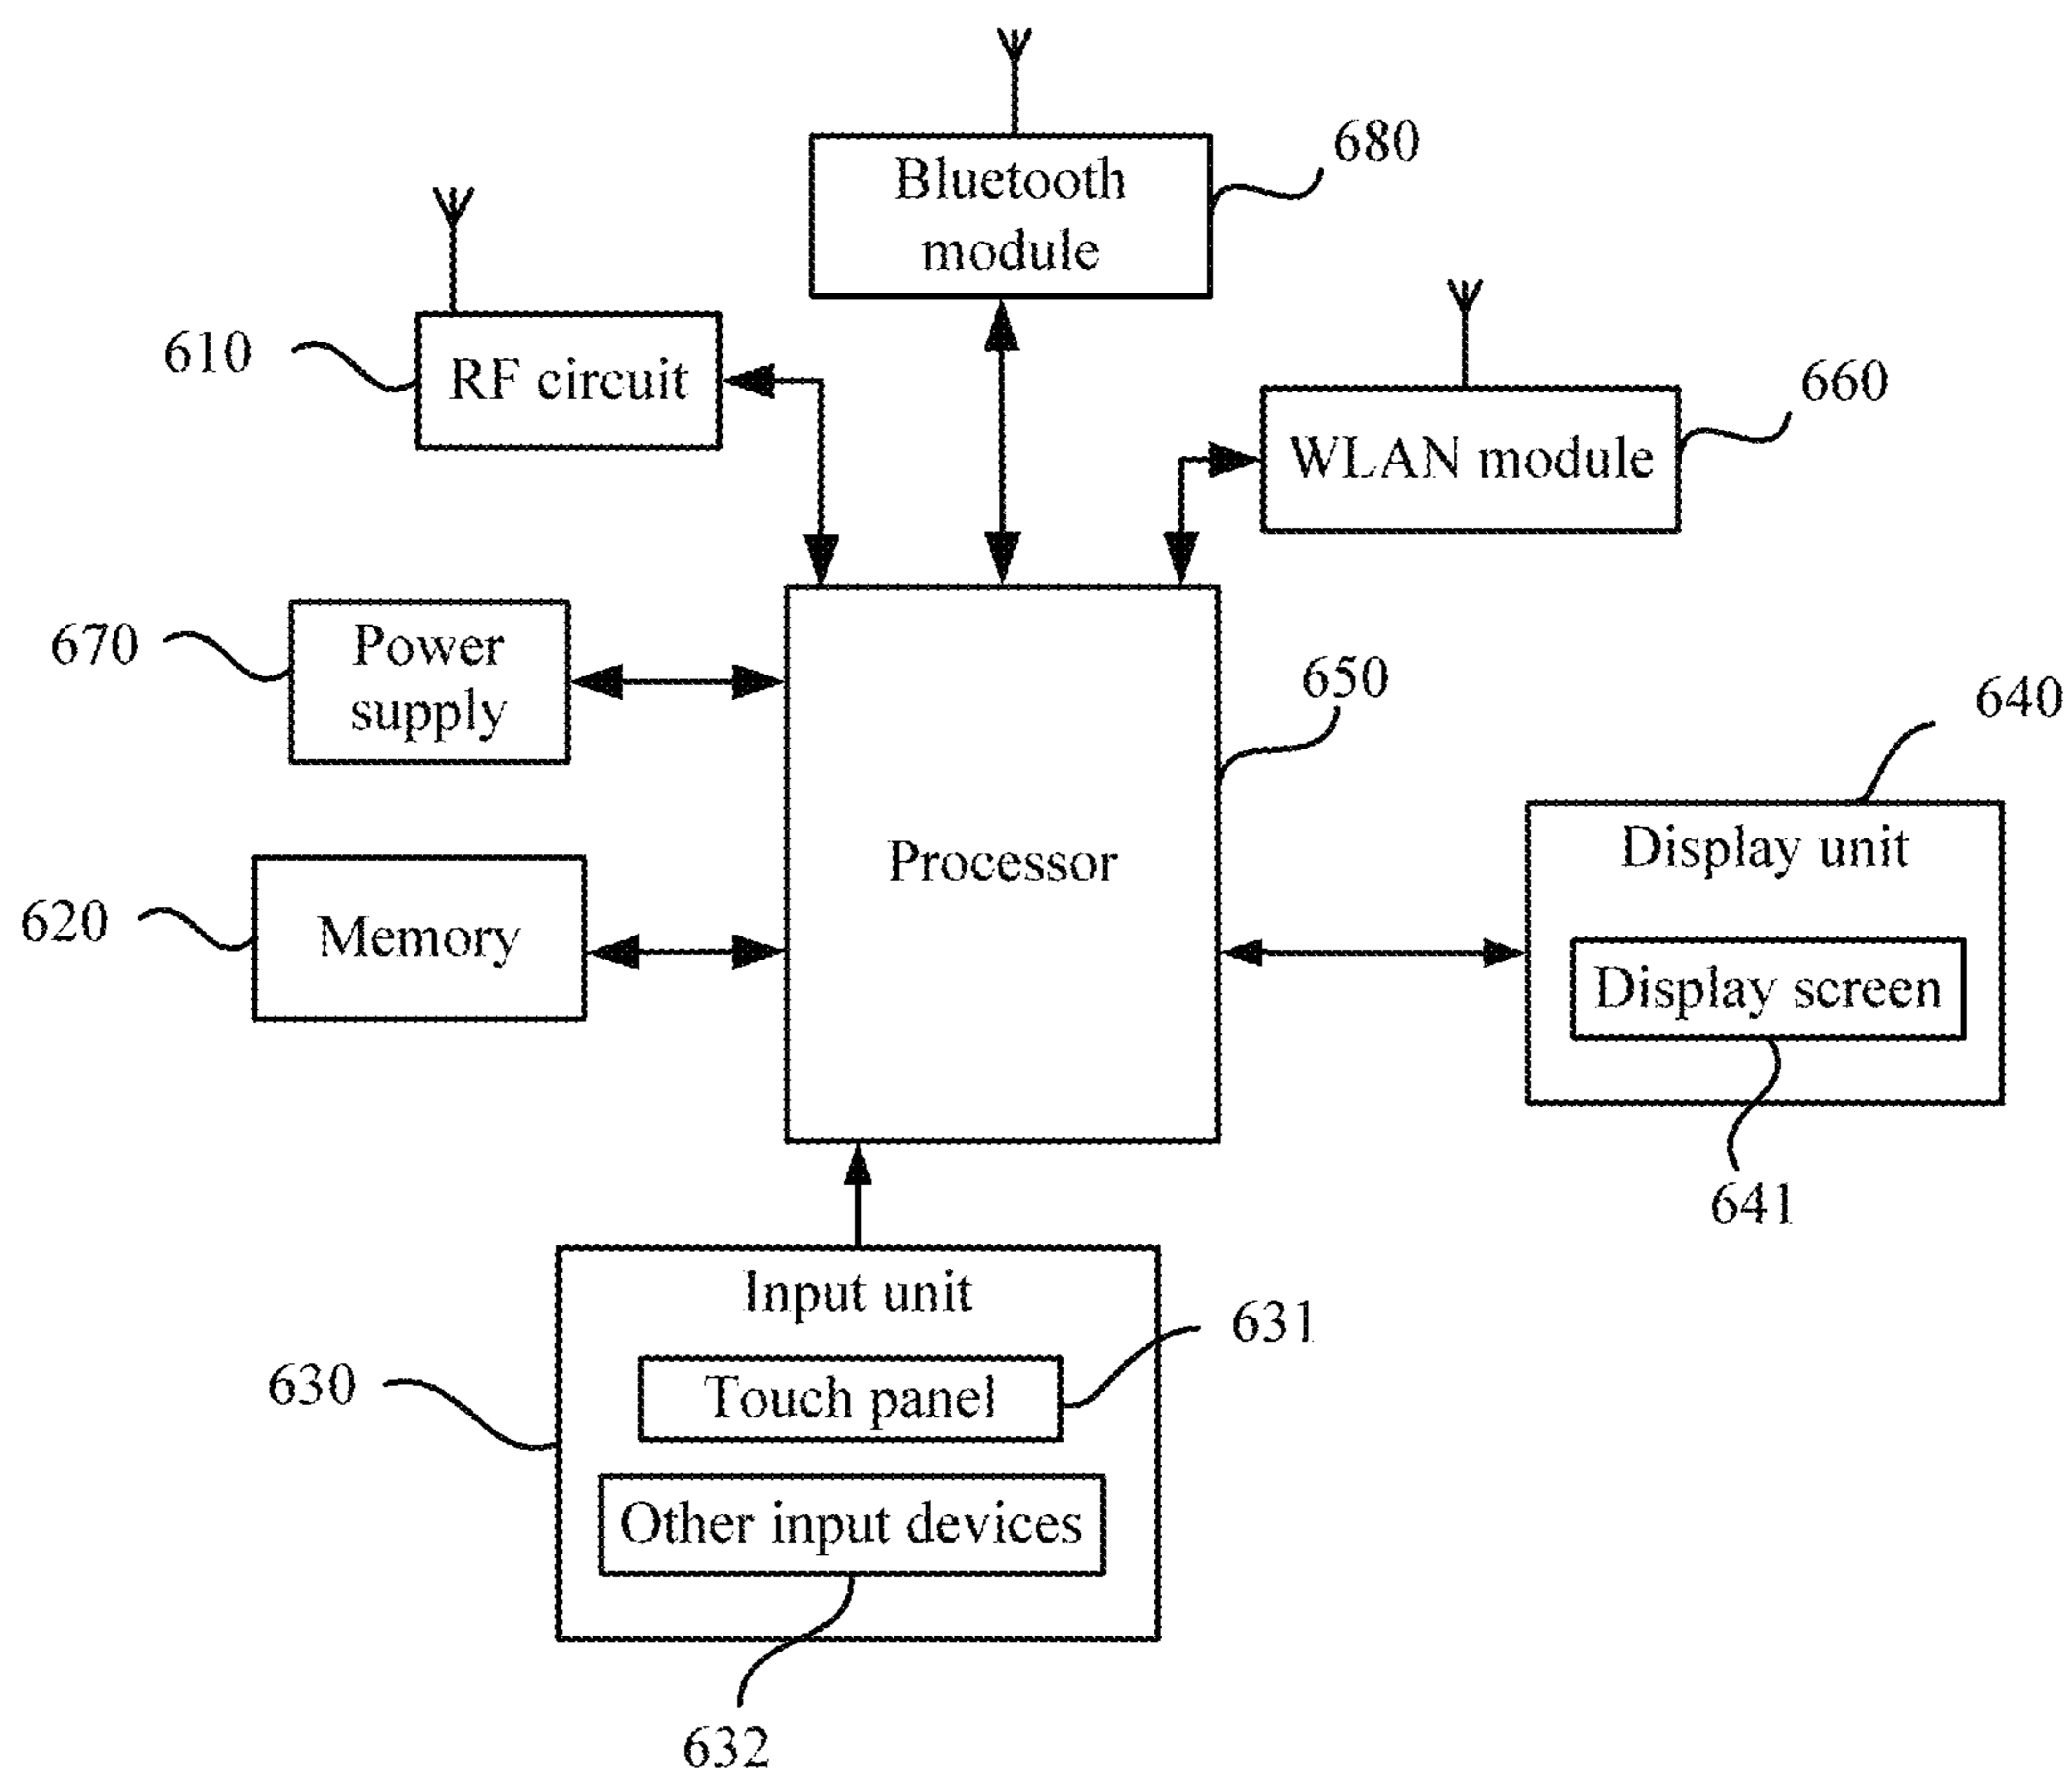 680
Bluetooth
module
610
RF circuit
660
WLAN module
670
Power
supply
650
640
Display unit
Processor
620
Memory
Display screen
641
Input unit
631
630
Touch panel
Other input devices
632